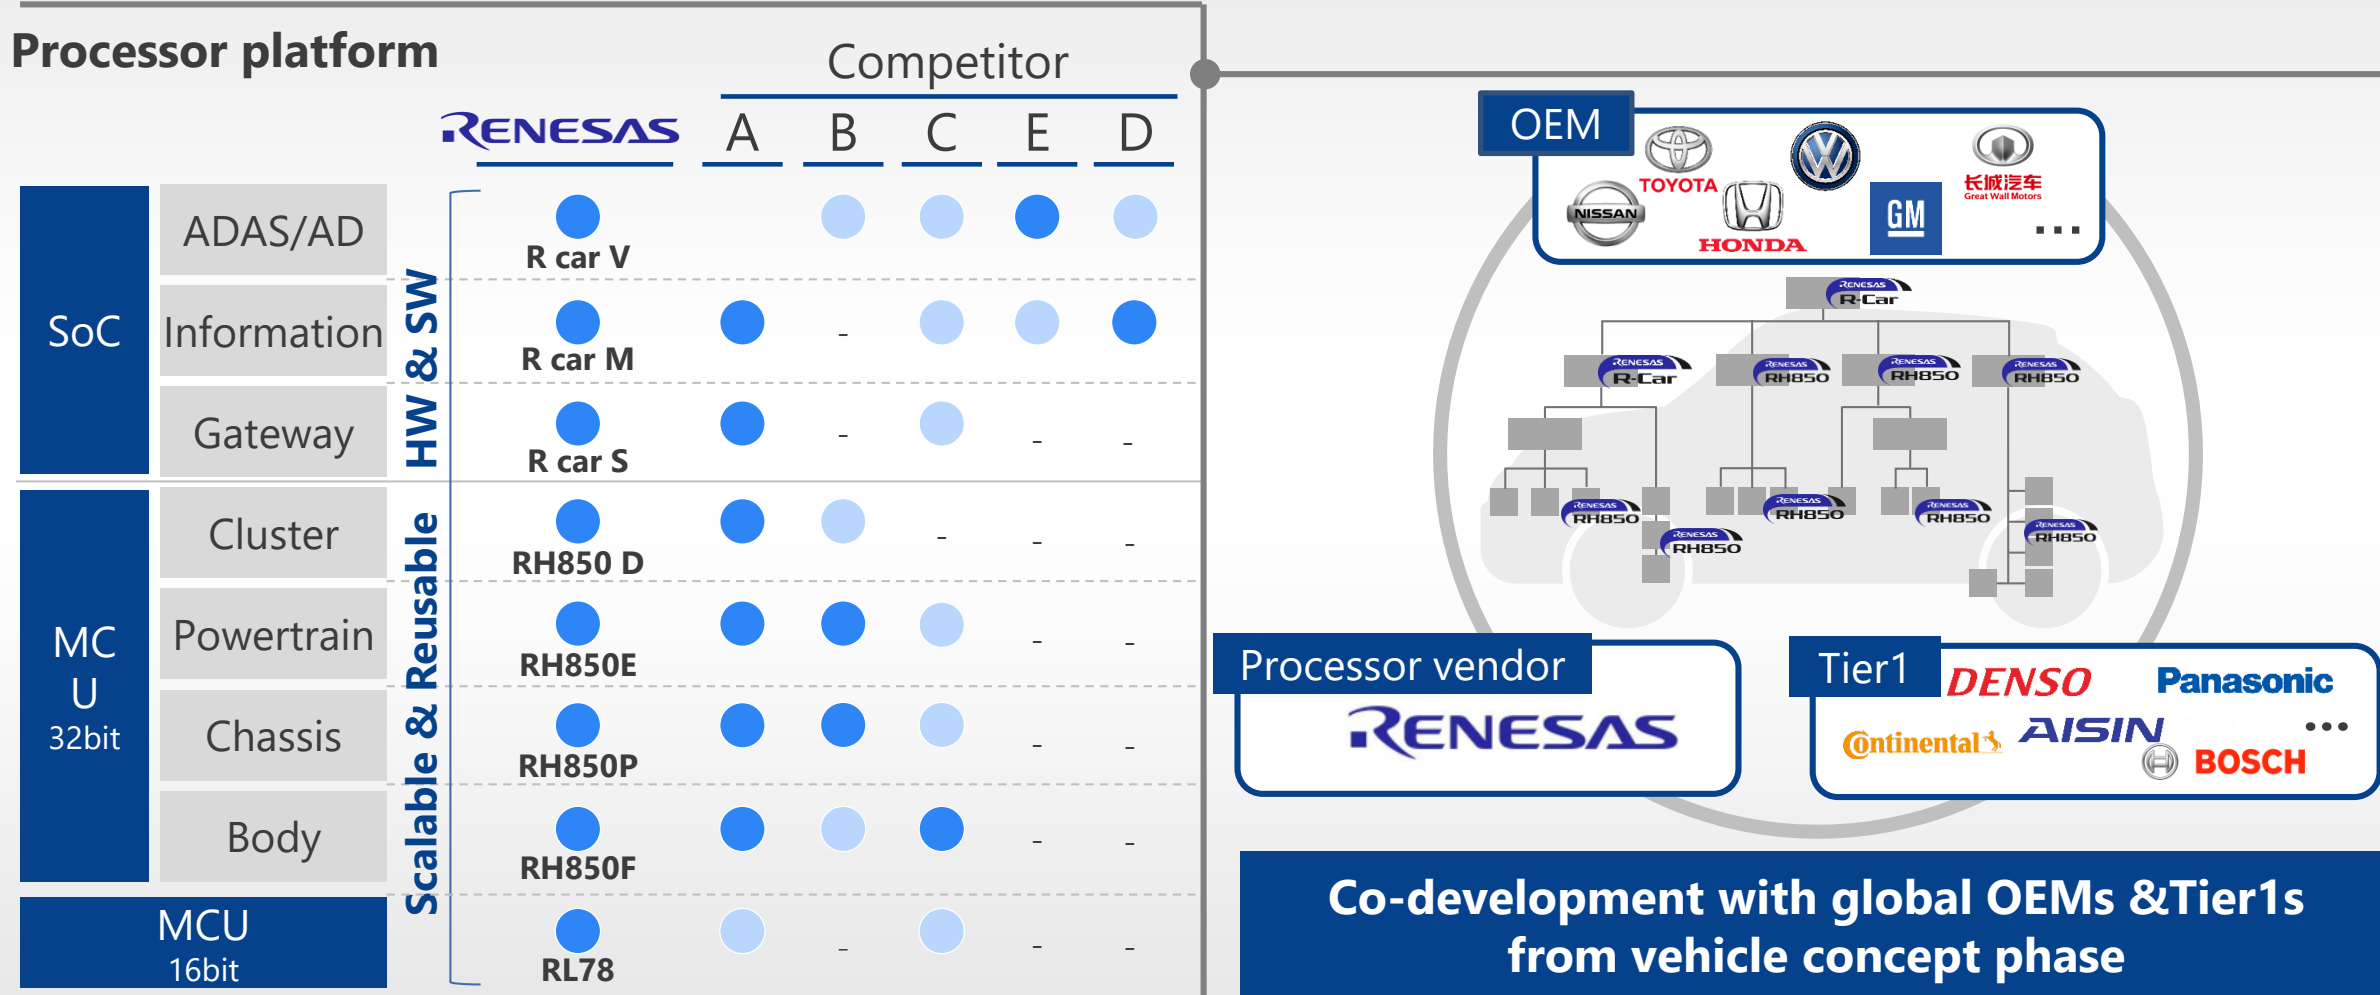 Processor platform
Competitor
RENESAS A B C E D
SoC
ADAS/AD
R car V
Information
-
R car M
Gateway
- - -
R car S
HW & SW
Scalable & Reusable
MC
U
32bit
Cluster
- - -
RH850 D
Powertrain
- -
RH850E
Chassis
- -
RH850P
Body
- -
RH850F
MCU
16bit
- - -
RL78
OEM
TOYOTA
NISSAN
HONDA
GM
长城汽车
Great Wall Motors
...
RENESAS
R-Car
RENESAS
R-Car
RENESAS
RH850
RENESAS
RH850
RENESAS
RH850
RENESAS
RH850
RENESAS
RH850
RENESAS
RH850
RENESAS
RH850
RENESAS
RH850
Processor vendor
RENESAS
Tier1
DENSO
Panasonic
Continental
AISIN
...
BOSCH
Co-development with global OEMs &Tier1s
from vehicle concept phase